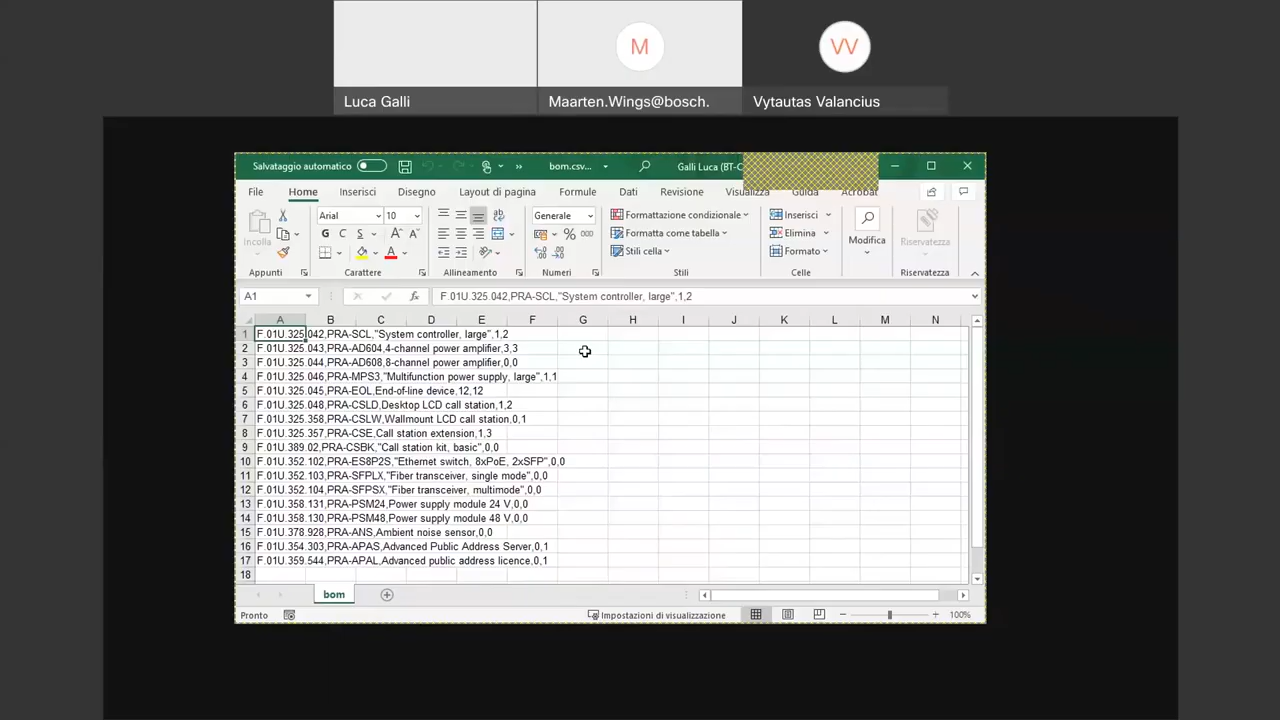 M
VV
Luca Galli
Maarten.Wings@bosch.
Vytautas Valancius
Salvataggio automatico
»
bom.csv...
Galli Luca (BT-C
File
Home
Inserisci
Disegno
Layout di pagina
Formule
Dati
Revisione
Visualizza
Guida
Acrobat
Incolla
Arial
10
G
C
S
A
A
A
Generale
%
000
Formattazione condizionale
Formatta come tabella
Stili cella
Inserisci
Elimina
Formato
Modifica
Riservatezza
Appunti
Carattere
Allineamento
Numeri
Stili
Celle
Riservatezza
A1
fx
F.01U.325.042,PRA-SCL,"System controller, large",1,2
A B C D E F G H I J K L M N
1 F.01U.325.042,PRA-SCL,"System controller, large",1,2
2 F.01U.325.043,PRA-AD604,4-channel power amplifier,3,3
3 F.01U.325.044,PRA-AD608,8-channel power amplifier,0,0
4 F.01U.325.046,PRA-MPS3,"Multifunction power supply, large",1,1
5 F.01U.325.045,PRA-EOL,End-of-line device,12,12
6 F.01U.325.048,PRA-CSLD,Desktop LCD call station,1,2
7 F.01U.325.358,PRA-CSLW,Wallmount LCD call station,0,1
8 F.01U.325.357,PRA-CSE,Call station extension,1,3
9 F.01U.389.02,PRA-CSBK,"Call station kit, basic",0,0
10 F.01U.352.102,PRA-ES8P2S,"Ethernet switch, 8xPoE, 2xSFP",0,0
11 F.01U.352.103,PRA-SFPLX,"Fiber transceiver, single mode",0,0
12 F.01U.352.104,PRA-SFPSX,"Fiber transceiver, multimode",0,0
13 F.01U.358.131,PRA-PSM24,Power supply module 24 V,0,0
14 F.01U.358.130,PRA-PSM48,Power supply module 48 V,0,0
15 F.01U.378.928,PRA-ANS,Ambient noise sensor,0,0
16 F.01U.354.303,PRA-APAS,Advanced Public Address Server,0,1
17 F.01U.359.544,PRA-APAL,Advanced public address licence,0,1
18
bom
Pronto
Impostazioni di visualizzazione
100%